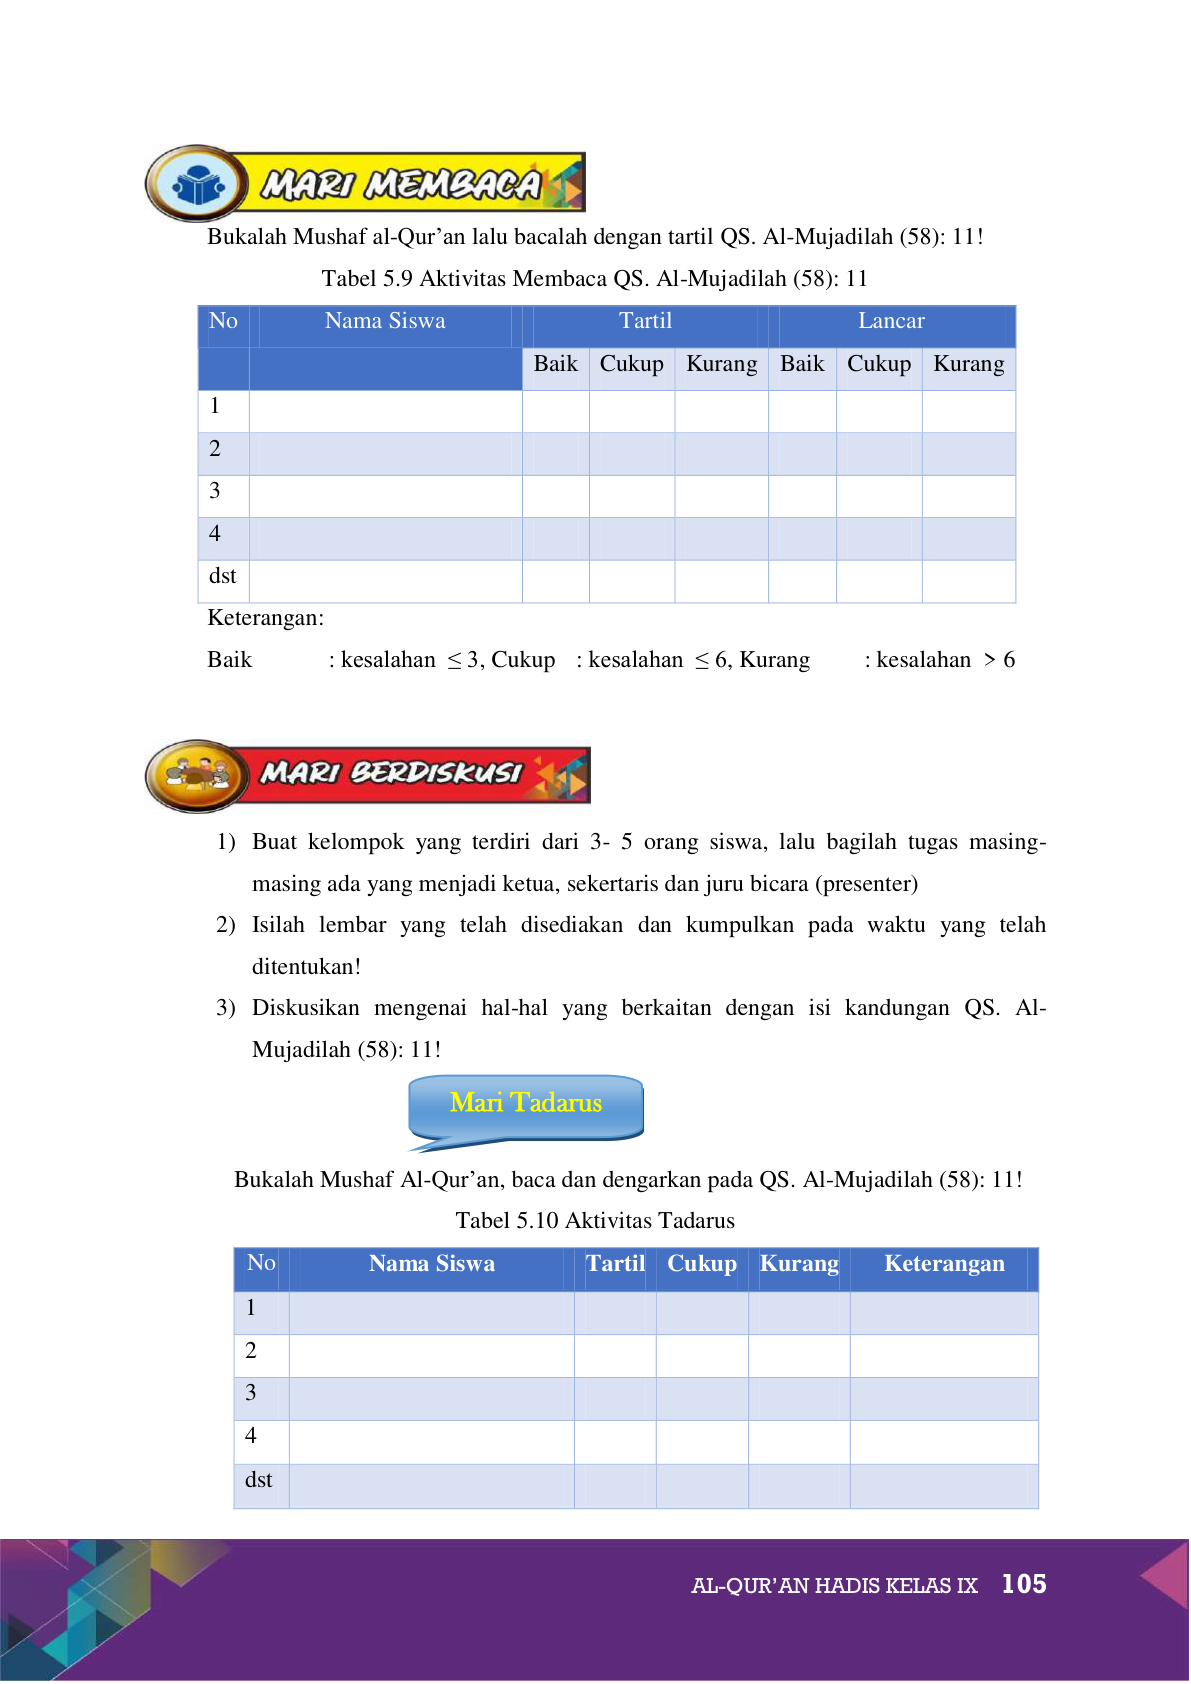 MARI MEMBACA
Bukalah Mushaf al-Qur’an lalu bacalah dengan tartil QS. Al-Mujadilah (58): 11!
Tabel 5.9 Aktivitas Membaca QS. Al-Mujadilah (58): 11
No Nama Siswa Tartil Lancar
Baik Cukup Kurang Baik Cukup Kurang
1
2
3
4
dst
Keterangan:
Baik : kesalahan ≤ 3, Cukup : kesalahan ≤ 6, Kurang : kesalahan > 6
MARI BERDISKUSI
1) Buat kelompok yang terdiri dari 3- 5 orang siswa, lalu bagilah tugas masing-
masing ada yang menjadi ketua, sekertaris dan juru bicara (presenter)
2) Isilah lembar yang telah disediakan dan kumpulkan pada waktu yang telah
ditentukan!
3) Diskusikan mengenai hal-hal yang berkaitan dengan isi kandungan QS. Al-
Mujadilah (58): 11!
Mari Tadarus
Bukalah Mushaf Al-Qur’an, baca dan dengarkan pada QS. Al-Mujadilah (58): 11!
Tabel 5.10 Aktivitas Tadarus
No Nama Siswa Tartil Cukup Kurang Keterangan
1
2
3
4
dst
AL-QUR’AN HADIS KELAS IX 105